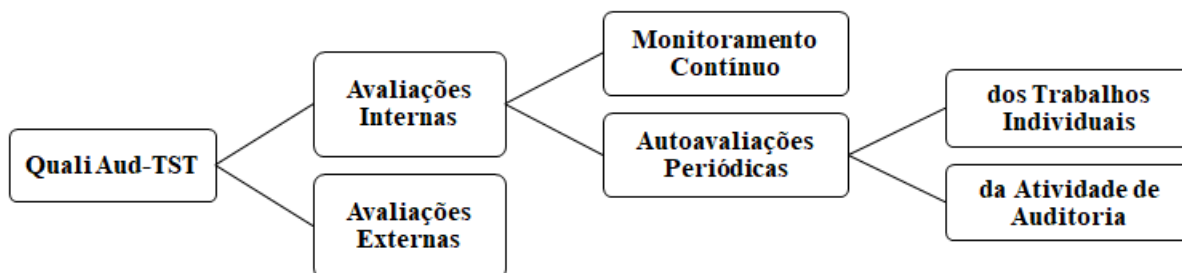 Quali Aud-TST
Avaliações
Internas
Avaliações
Externas
Monitoramento
Contínuo
Autoavaliações
Periódicas
dos Trabalhos
Individuais
da Atividade de
Auditoria